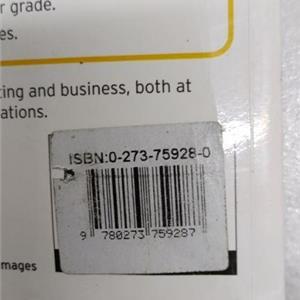 r grade.
es.
ting and business, both at
ations.
ISBN:0-273-75928-0
9 780273 759287
mages